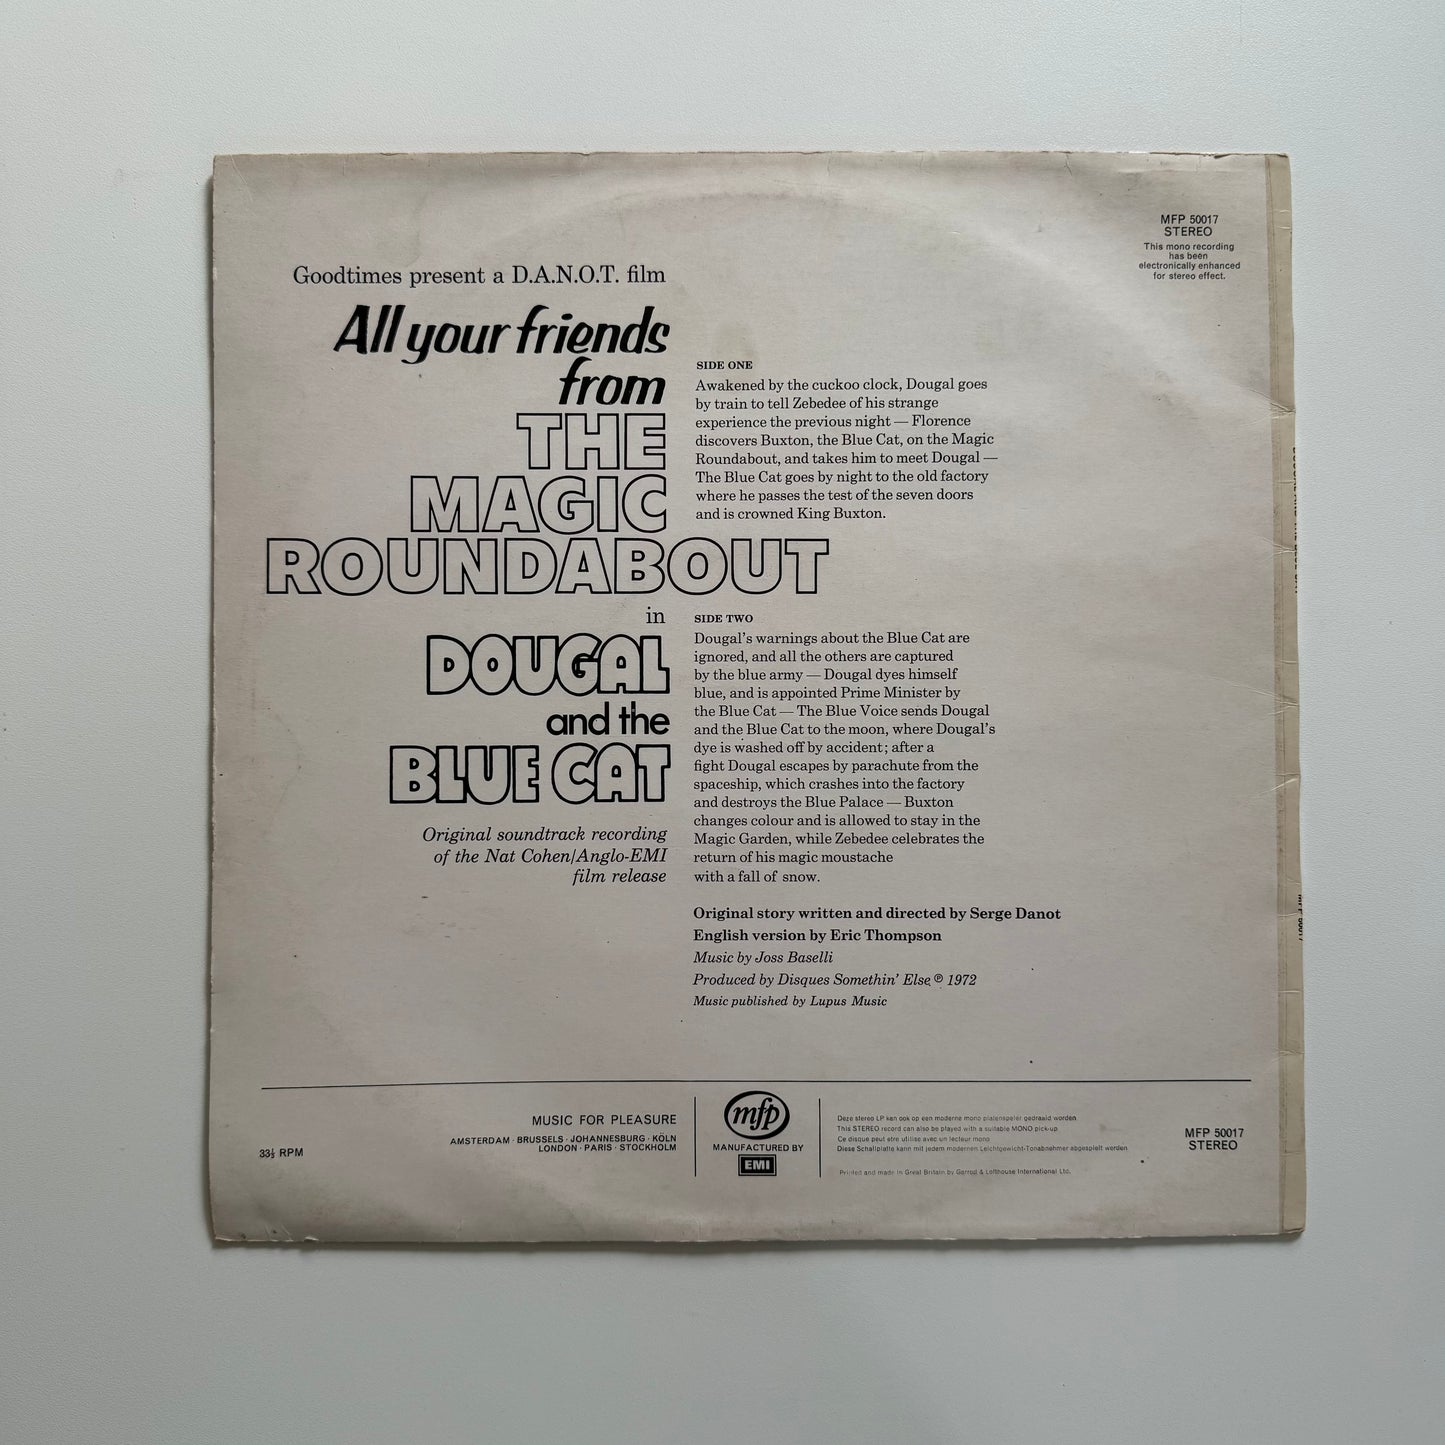 MFP 50017
STEREO
This mono recording
has been
electronically enhanced
for stereo effect.
Goodtimes present a D.A.N.O.T. film
All your friends
from
THE
MAGIC
ROUNDABOUT
in
DOUGAL
and the
BLUE CAT
Original soundtrack recording
of the Nat Cohen/Anglo-EMI
film release
SIDE ONE
Awakened by the cuckoo clock, Dougal goes
by train to tell Zebedee of his strange
experience the previous night — Florence
discovers Buxton, the Blue Cat, on the Magic
Roundabout, and takes him to meet Dougal —
The Blue Cat goes by night to the old factory
where he passes the test of the seven doors
and is crowned King Buxton.
SIDE TWO
Dougal's warnings about the Blue Cat are
ignored, and all the others are captured
by the blue army — Dougal dyes himself
blue, and is appointed Prime Minister by
the Blue Cat — The Blue Voice sends Dougal
and the Blue Cat to the moon, where Dougal's
dye is washed off by accident; after a
fight Dougal escapes by parachute from the
spaceship, which crashes into the factory
and destroys the Blue Palace — Buxton
changes colour and is allowed to stay in the
Magic Garden, while Zebedee celebrates the
return of his magic moustache
with a fall of snow.
Original story written and directed by Serge Danot
English version by Eric Thompson
Music by Joss Baselli
Produced by Disques Somethin' Else ℗ 1972
Music published by Lupus Music
33⅓ RPM
MUSIC FOR PLEASURE
AMSTERDAM · BRUSSELS · JOHANNESBURG · KÖLN
LONDON · PARIS · STOCKHOLM
mfp
MANUFACTURED BY
EMI
Deze stereo LP kan ook op een moderne mono platenspeler gedraaid worden
This STEREO record can also be played with a suitable MONO pick-up.
Ce disque peut etre utilise avec un lecteur mono
Diese Schallplatte kann mit jedem modernen Leichtgewicht-Tonabnehmer abgespielt werden
Printed and made in Great Britain by Garrod & Lofthouse International Ltd.
MFP 50017
STEREO
MFP 50017